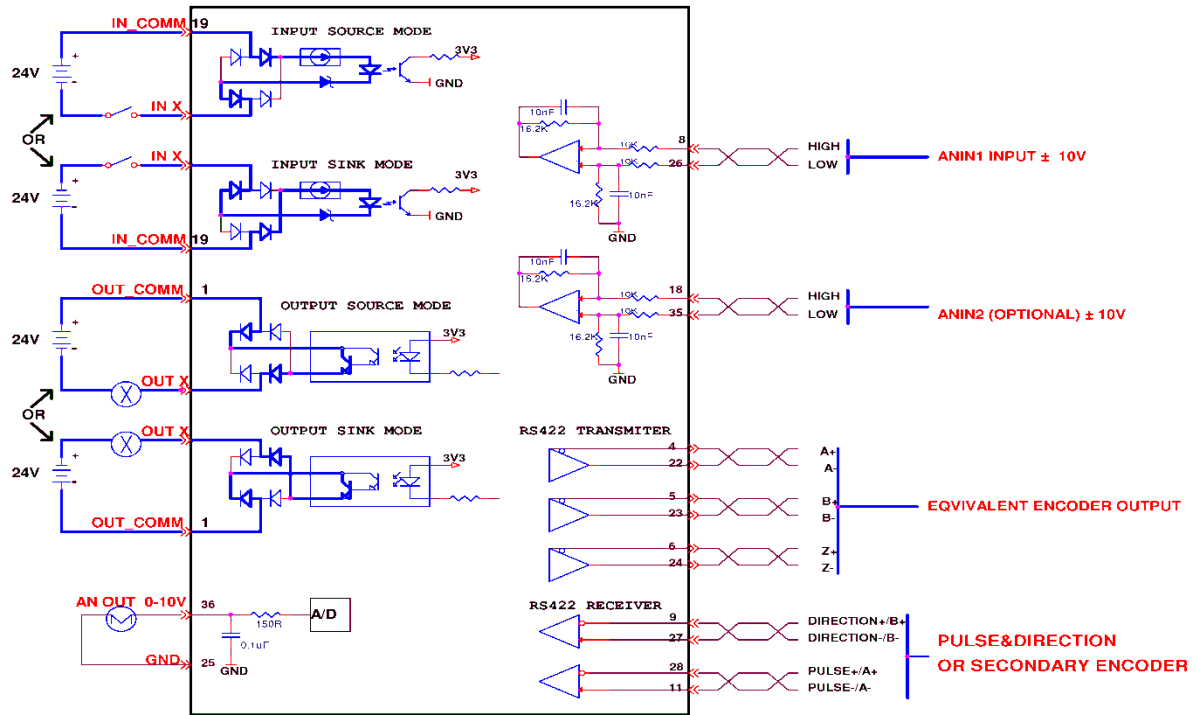 IN_COMM 19
INPUT SOURCE MODE
3V3
GND
24V
+
-
IN X
OR
IN X
INPUT SINK MODE
3V3
GND
24V
+
-
IN_COMM 19
OUT_COMM 1
OUTPUT SOURCE MODE
3V3
24V
+
-
X
OUT X
OR
OUT X
X
OUTPUT SINK MODE
3V3
24V
+
-
OUT_COMM 1
AN OUT 0-10V 36
150R
A/D
0.1uF
GND
GND 25
10nF
16.2K
10K
8
HIGH
10K
26
LOW
ANIN1 INPUT ± 10V
16.2K
10nF
GND
10nF
16.2K
10K
18
HIGH
10K
35
LOW
ANIN2 (OPTIONAL) ± 10V
16.2K
10nF
GND
RS422 TRANSMITER
4
A+
22
A-
5
B+
23
B-
6
Z+
24
Z-
EQVIVALENT ENCODER OUTPUT
RS422 RECEIVER
9
DIRECTION+/B+
27
DIRECTION-/B-
28
PULSE+/A+
11
PULSE-/A-
PULSE&DIRECTION
OR SECONDARY ENCODER